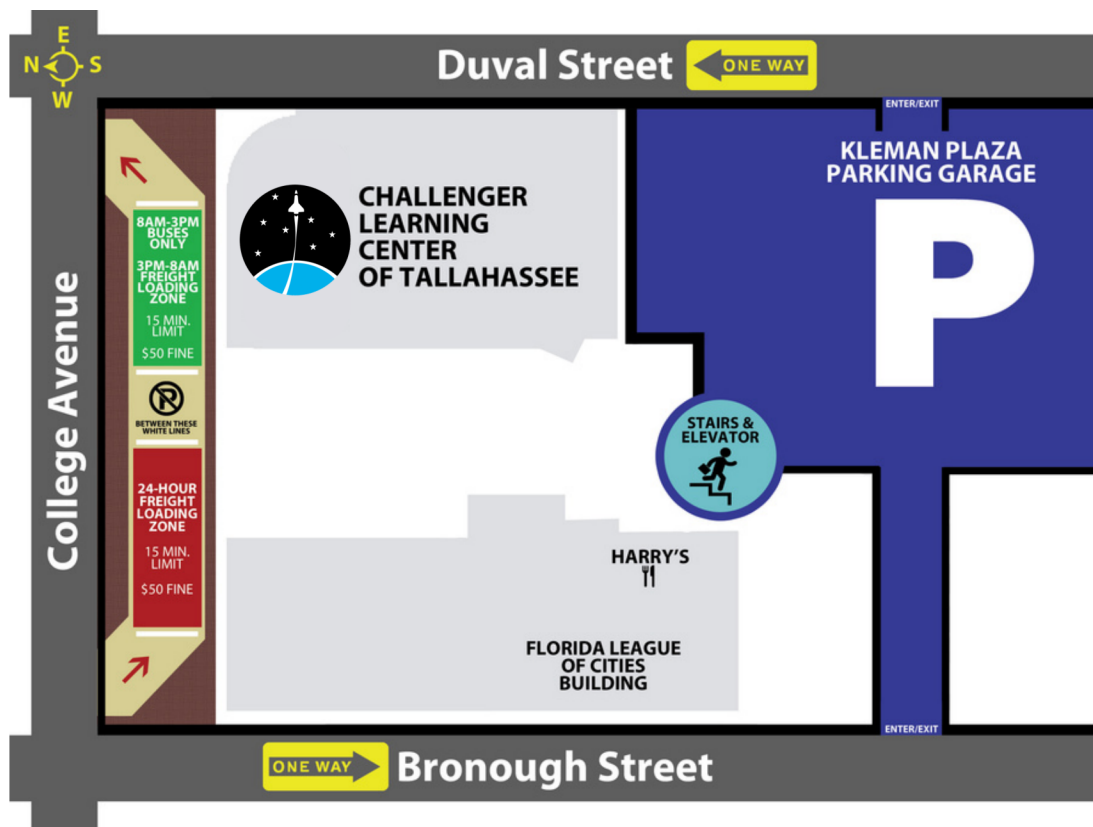 E
N S
W
Duval Street
ONE WAY
ENTER/EXIT
KLEMAN PLAZA
PARKING GARAGE
P
CHALLENGER
LEARNING
CENTER
OF TALLAHASSEE
College Avenue
8AM-3PM
BUSES
ONLY
3PM-8AM
FREIGHT
LOADING
ZONE
15 MIN.
LIMIT
$50 FINE
P
BETWEEN THESE
WHITE LINES
24-HOUR
FREIGHT
LOADING
ZONE
15 MIN.
LIMIT
$50 FINE
STAIRS &
ELEVATOR
HARRY'S
FLORIDA LEAGUE
OF CITIES
BUILDING
ENTER/EXIT
ONE WAY
Bronough Street